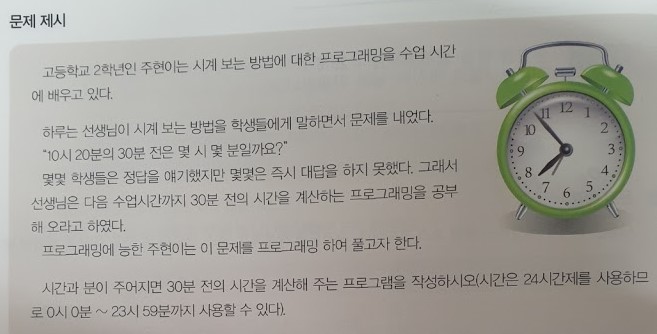 문제 제시
고등학교 2학년인 주현이는 시계 보는 방법에 대한 프로그래밍을 수업 시간
에 배우고 있다.
하루는 선생님이 시계 보는 방법을 학생들에게 말하면서 문제를 내었다.
"10시 20분의 30분 전은 몇 시 몇 분일까요?"
몇몇 학생들은 정답을 얘기했지만 몇몇은 즉시 대답을 하지 못했다. 그래서
선생님은 다음 수업시간까지 30분 전의 시간을 계산하는 프로그래밍을 공부
해 오라고 하였다.
프로그래밍에 능한 주현이는 이 문제를 프로그래밍 하여 풀고자 한다.
시간과 분이 주어지면 30분 전의 시간을 계산해 주는 프로그램을 작성하시오(시간은 24시간제를 사용하므
로 0시 0분 ~ 23시 59분까지 사용할 수 있다).
11 12 1
10 2
9 3
8 4
7 6 5